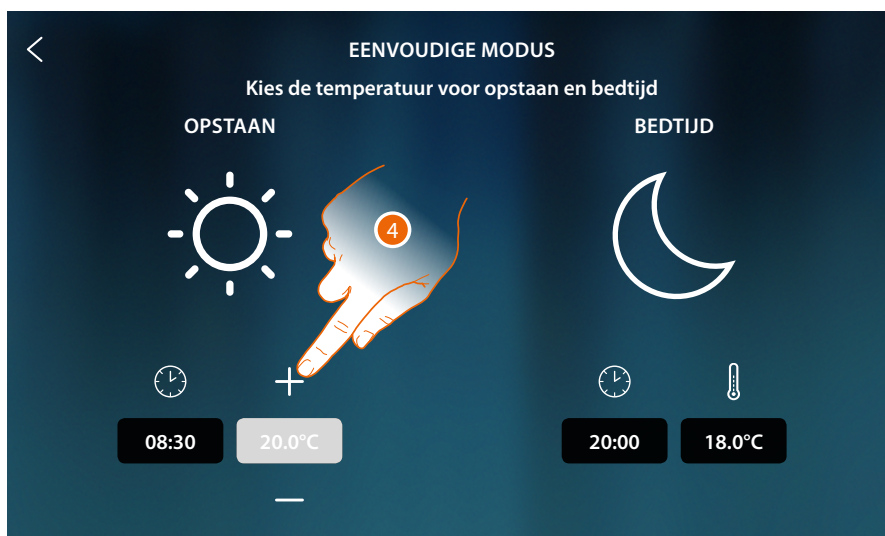 EENVOUDIGE MODUS
Kies de temperatuur voor opstaan en bedtijd
OPSTAAN
BEDTIJD
4
08:30
20.0°C
20:00
18.0°C